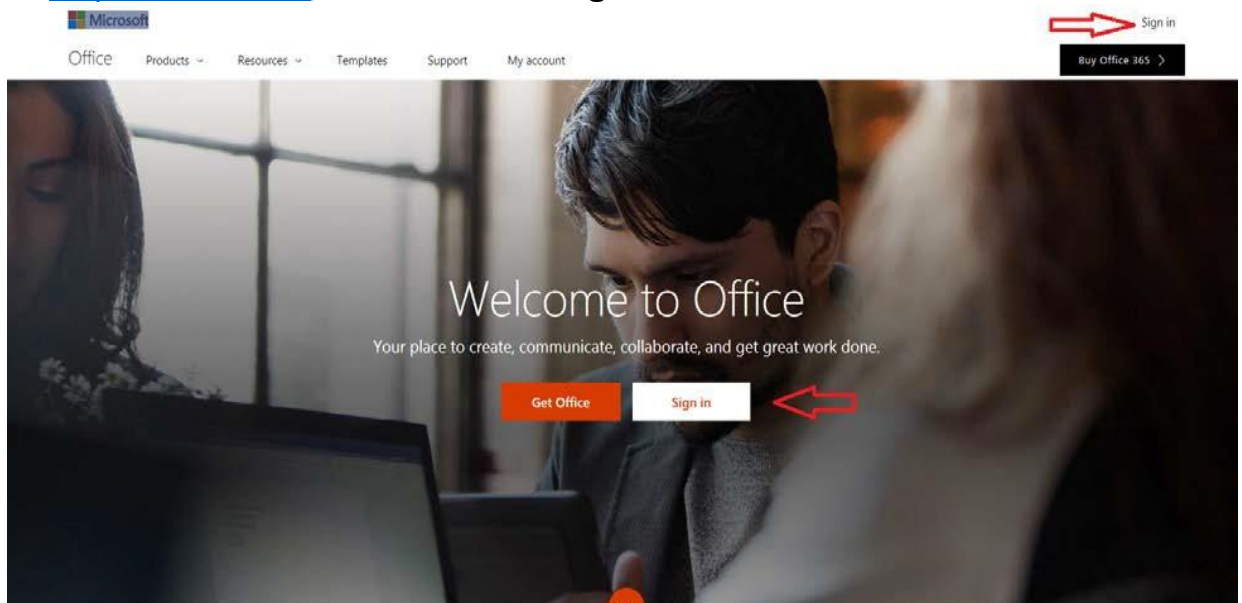 Microsoft
Sign in
Office Products Resources Templates Support My account
Buy Office 365
Welcome to Office
Your place to create, communicate, collaborate, and get great work done.
Get Office Sign in